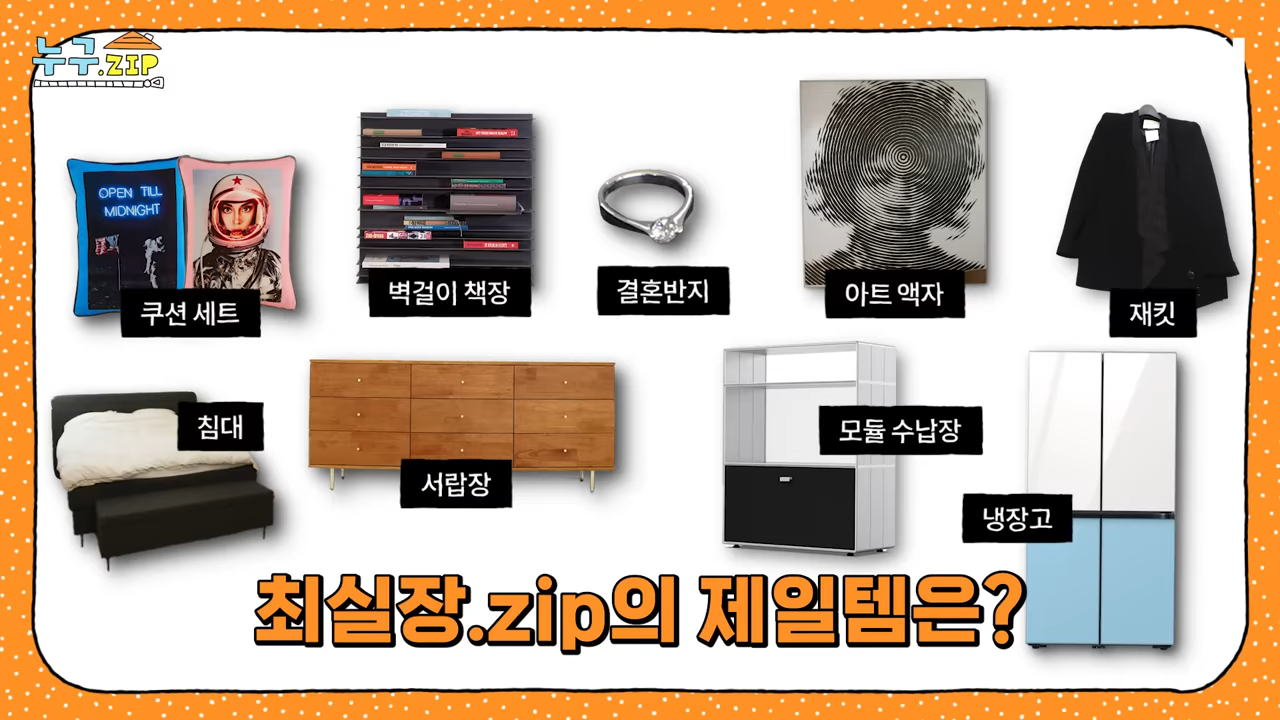 누구.ZIP
OPEN TILL
MIDNIGHT
쿠션 세트
벽걸이 책장
결혼반지
아트 액자
재킷
침대
서랍장
모듈 수납장
냉장고
최실장.zip의 제일템은?